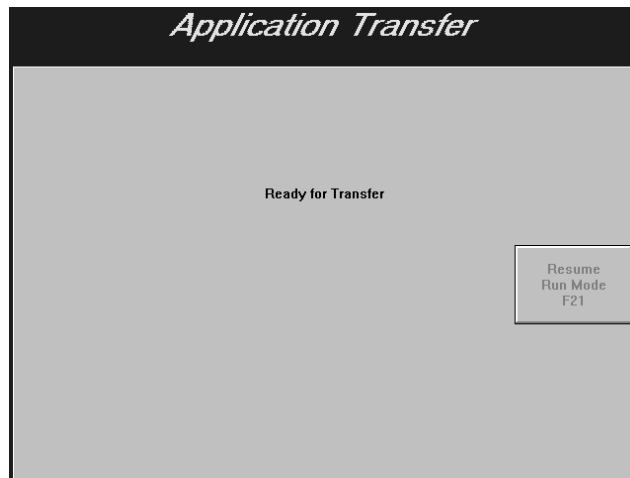 Application Transfer
Ready for Transfer
Resume
Run Mode
F21